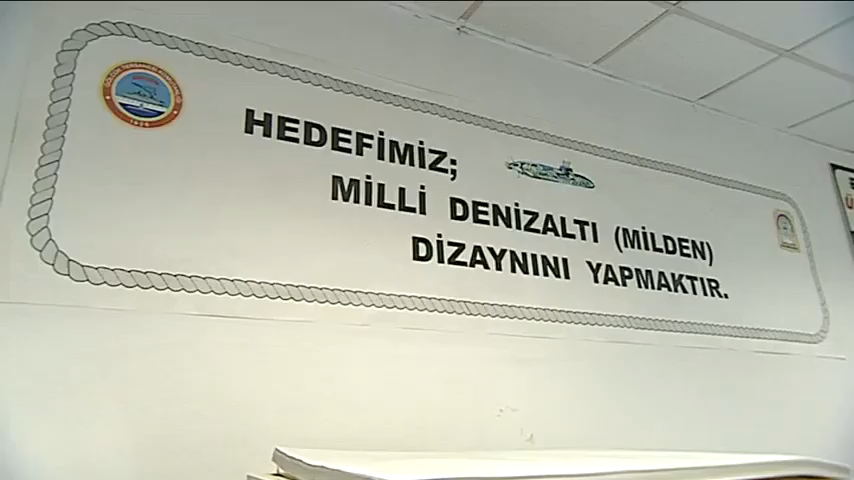 HEDEFİMİZ;
MİLLİ DENİZALTI (MİLDEN)
DİZAYNINI YAPMAKTIR.